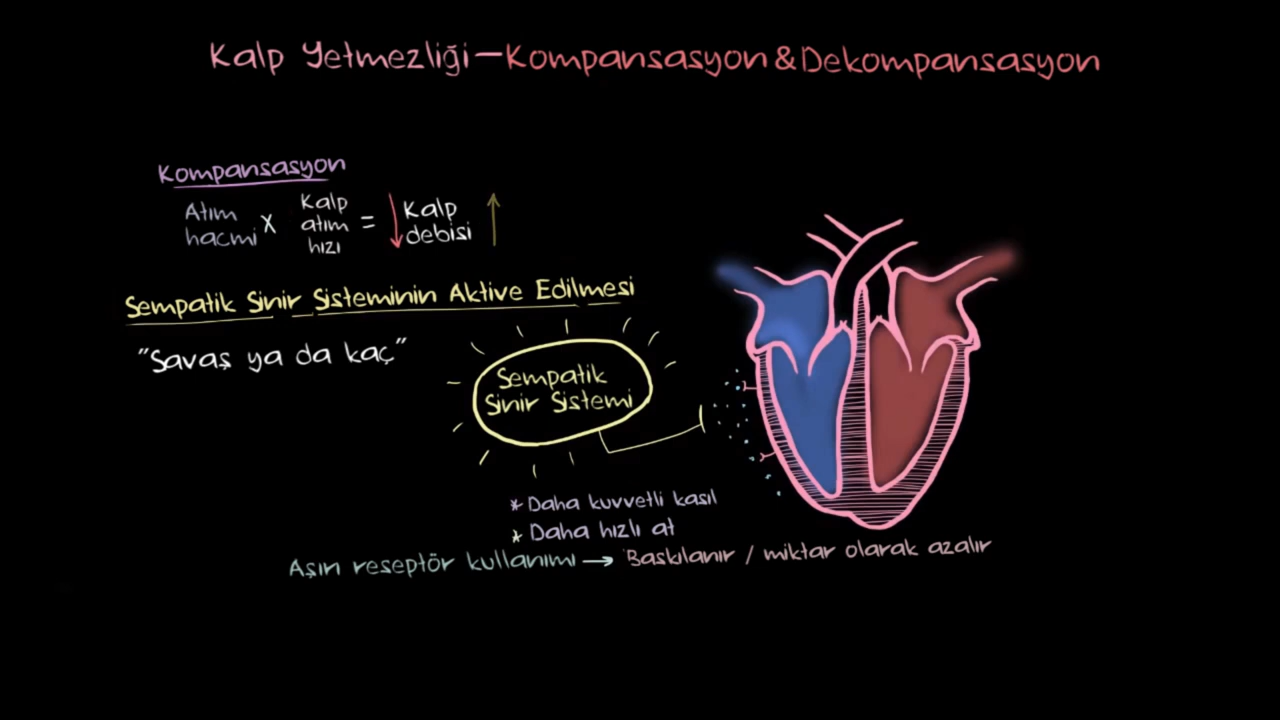 Kalp Yetmezliği—Kompansasyon & Dekompansasyon
Kompansasyon
Atım hacmi x Kalp atım hızı = ↓ Kalp debisi ↑
Sempatik Sinir Sisteminin Aktive Edilmesi
"Savaş ya da kaç"
Sempatik
Sinir Sistemi
* Daha kuvvetli kasıl
* Daha hızlı at
Aşırı reseptör kullanımı → Baskılanır / miktar olarak azalır